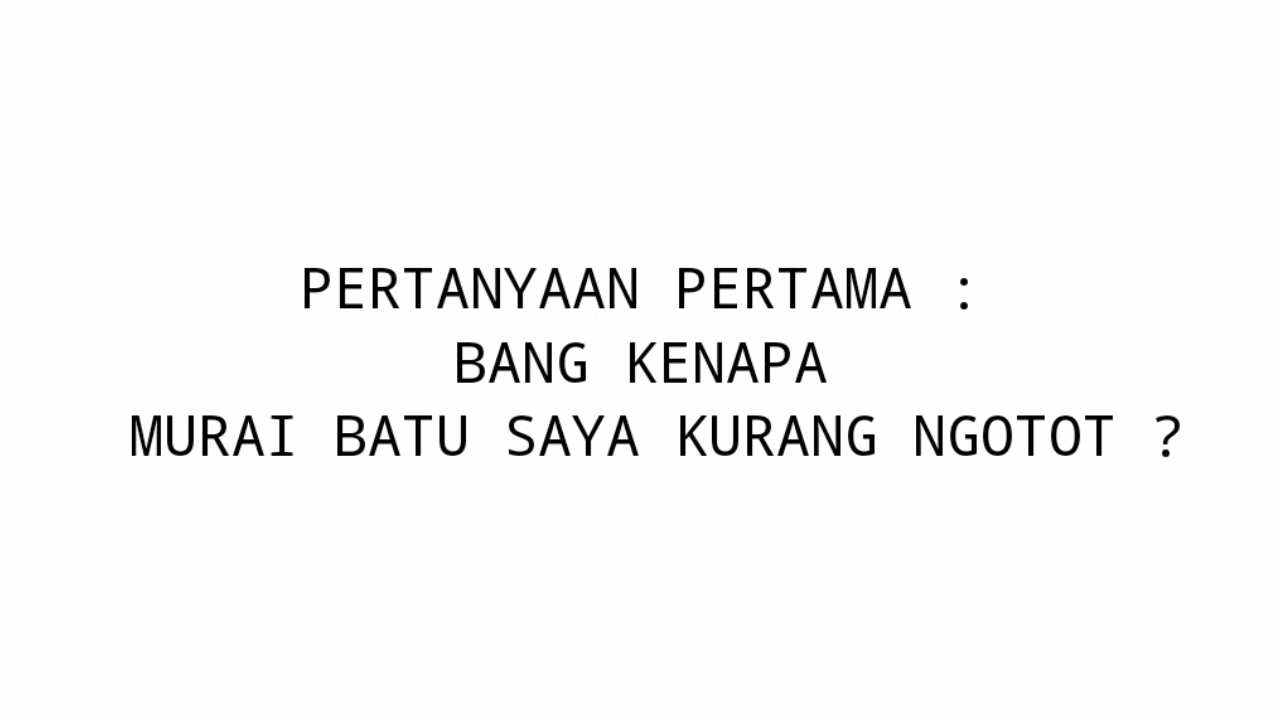 PERTANYAAN PERTAMA :
BANG KENAPA
MURAI BATU SAYA KURANG NGOTOT ?